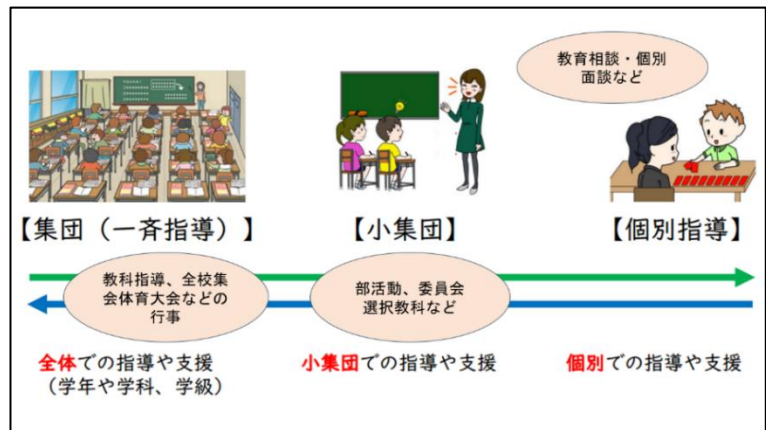 教育相談・個別
面談など
【集団（一斉指導）】
【小集団】
【個別指導】
教科指導、全校集
会体育大会などの
行事
部活動、委員会
選択教科など
全体での指導や支援
（学年や学科、学級）
小集団での指導や支援
個別での指導や支援